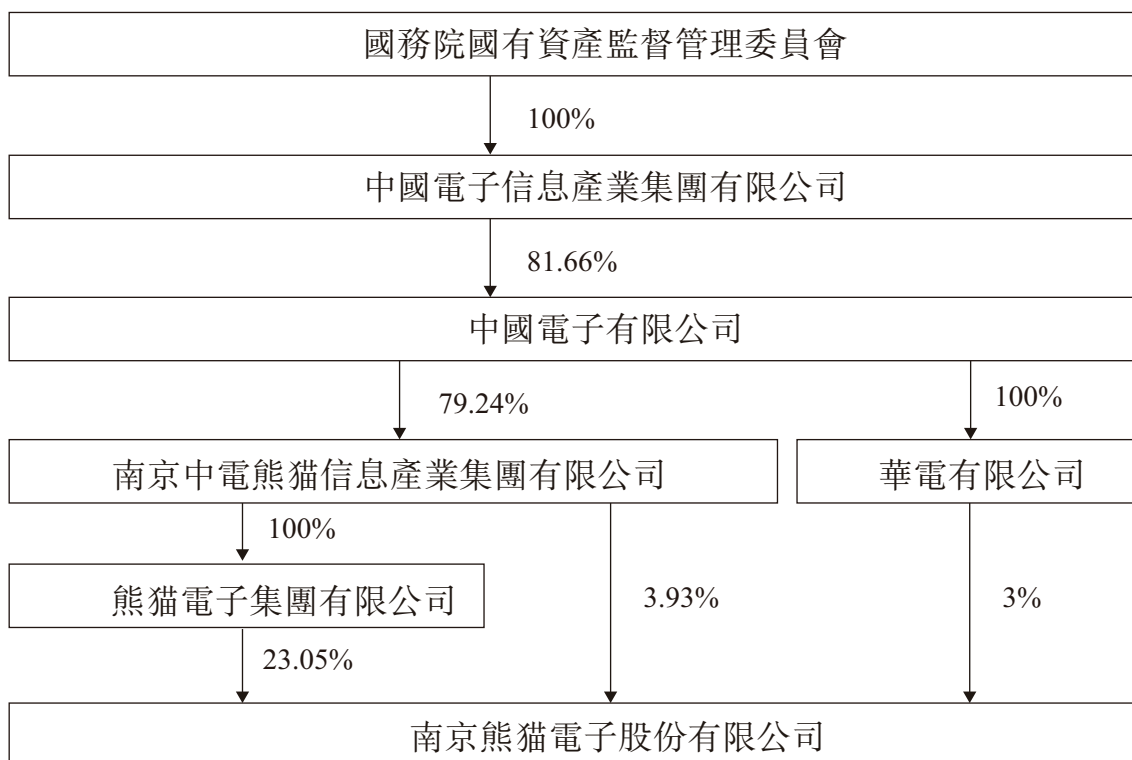 國務院國有資產監督管理委員會
100%
中國電子信息產業集團有限公司
81.66%
中國電子有限公司
79.24%
100%
南京中電熊猫信息產業集團有限公司
華電有限公司
100%
熊猫電子集團有限公司
3.93%
3%
23.05%
南京熊猫電子股份有限公司